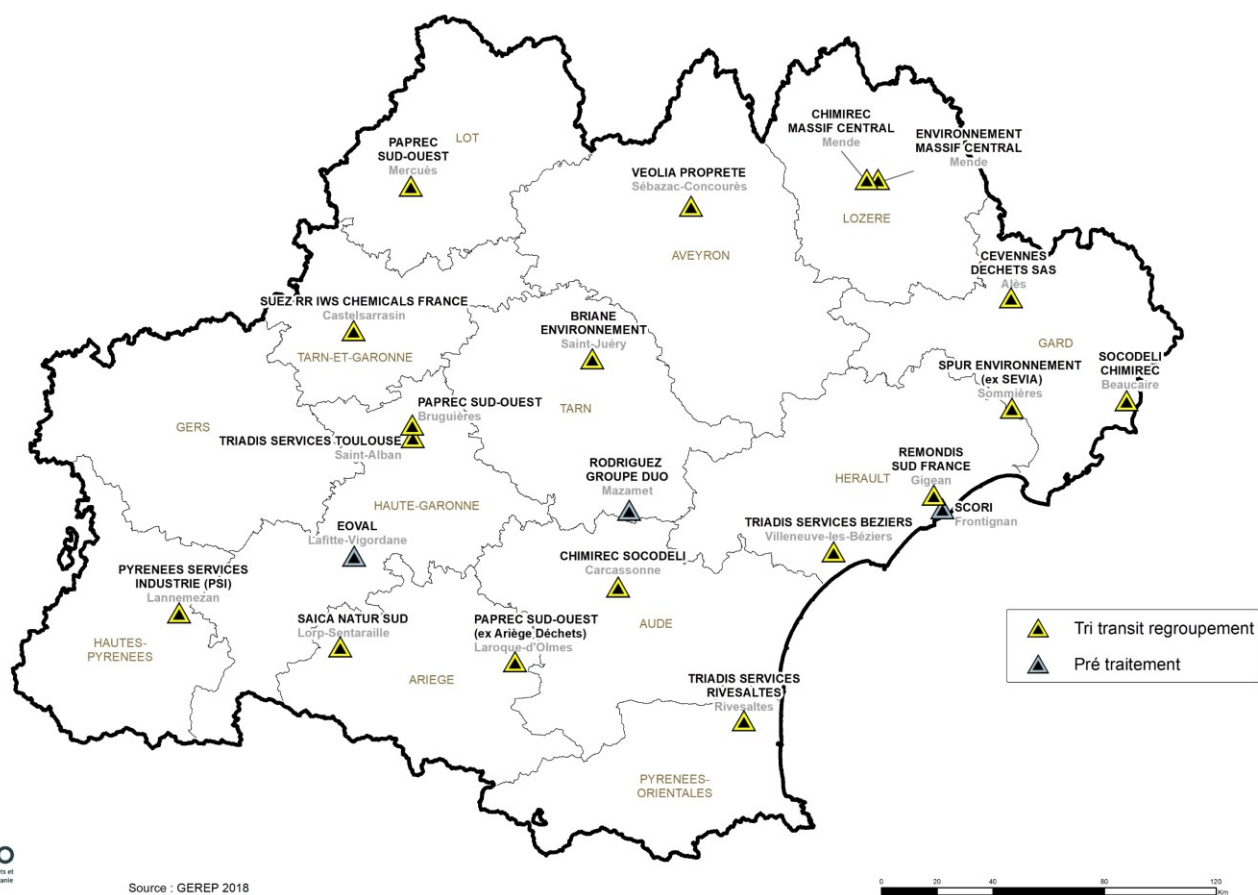 LOT
PAPREC
SUD-OUEST
Mercuès
CHIMIREC
MASSIF CENTRAL
Mende
ENVIRONNEMENT
MASSIF CENTRAL
Mende
VEOLIA PROPRETE
Sébazac-Concourès
LOZERE
AVEYRON
CEVENNES
DECHETS SAS
Alès
SUEZ RR IWS CHEMICALS FRANCE
Castelsarrasin
TARN-ET-GARONNE
BRIANE
ENVIRONNEMENT
Saint-Juéry
GARD
SPUR ENVIRONNEMENT
(ex SEVIA)
Sommières
SOCODELI
CHIMIREC
Beaucaire
PAPREC SUD-OUEST
Bruguières
TARN
GERS
TRIADIS SERVICES TOULOUSE
Saint-Alban
RODRIGUEZ
GROUPE DUO
Mazamet
REMONDIS
SUD FRANCE
Gigean
HERAULT
HAUTE-GARONNE
SCORI
Frontignan
EOVAL
Lafitte-Vigordane
TRIADIS SERVICES BEZIERS
Villeneuve-les-Béziers
CHIMIREC SOCODELI
Carcassonne
PYRENEES SERVICES
INDUSTRIE (PSI)
Lannemezan
SAICA NATUR SUD
Lorp-Sentaraille
PAPREC SUD-OUEST
(ex Ariège Déchets)
Laroque-d'Olmes
AUDE
HAUTES-
PYRENEES
ARIEGE
TRIADIS SERVICES
RIVESALTES
Rivesaltes
PYRENEES-
ORIENTALES
Tri transit regroupement
Pré traitement
O
ts et
anie
Source : GEREP 2018
0 20 40 80 120
Km